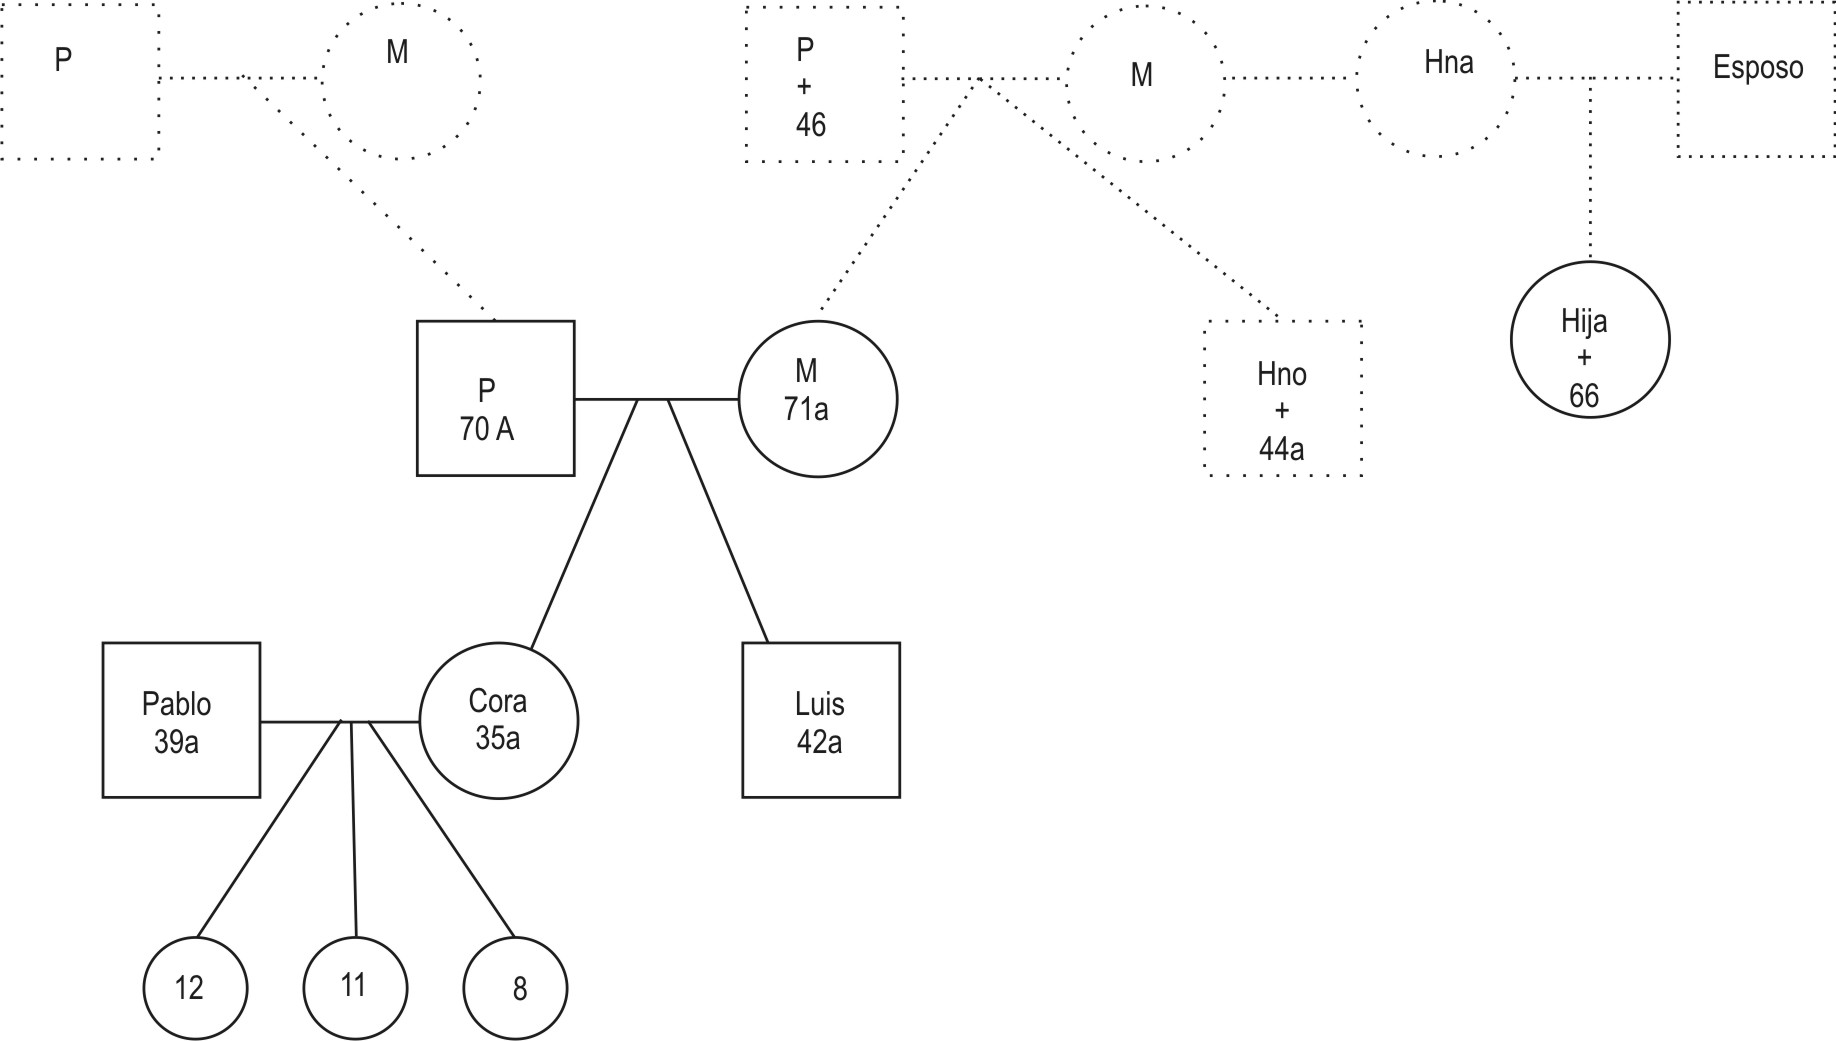 P
M
P
+
46
M
Hna
Esposo
P
70 A
M
71a
Hno
+
44a
Hija
+
66
Pablo
39a
Cora
35a
Luis
42a
12
11
8